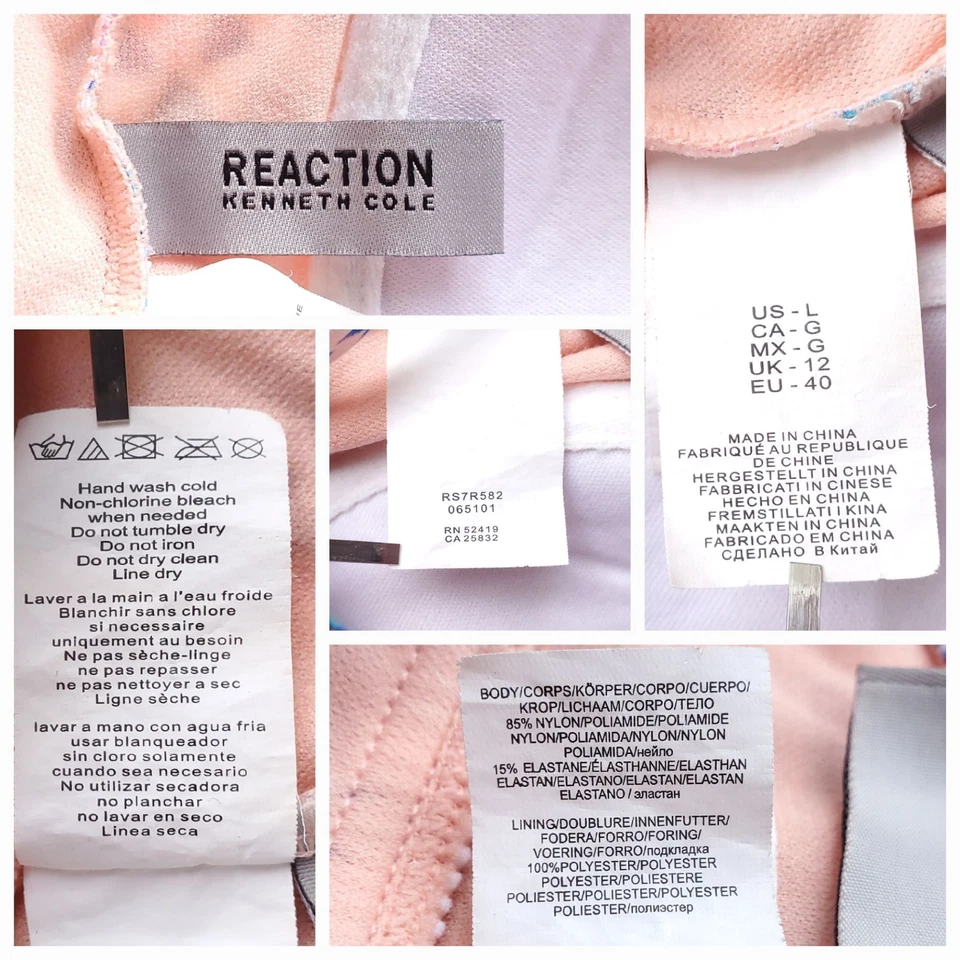 REACTION
KENNETH COLE
US - L
CA - G
MX - G
UK - 12
EU - 40
MADE IN CHINA
FABRIQUÉ AU REPUBLIQUE
DE CHINE
HERGESTELLT IN CHINA
FABBRICATI IN CINESE
HECHO EN CHINA
FREMSTILLATI I KINA
MAAKTEN IN CHINA
FABRICADO EM CHINA
СДЕЛАНО В Китай
Hand wash cold
Non-chlorine bleach
when needed
Do not tumble dry
Do not iron
Do not dry clean
Line dry
Laver a la main a l'eau froide
Blanchir sans chlore
si necessaire
uniquement au besoin
Ne pas sèche-linge
ne pas repasser
ne pas nettoyer a sec
Ligne sèche
lavar a mano con agua fria
usar blanqueador
sin cloro solamente
cuando sea necesario
No utilizar secadora
no planchar
no lavar en seco
Linea seca
RS7R582
065101
RN 52419
CA 25832
BODY/CORPS/KÖRPER/CORPO/CUERPO/
KROP/LICHAAM/CORPO/ТЕЛО
85% NYLON/POLIAMIDE/POLIAMIDE
NYLON/POLIAMIDA/NYLON/NYLON
POLIAMIDA/нейло
15% ELASTANE/ÉLASTHANNE/ELASTHAN
ELASTAN/ELASTANO/ELASTAN/ELASTAN
ELASTANO / эластан
LINING/DOUBLURE/INNENFUTTER/
FODERA/FORRO/FORING/
VOERING/FORRO/подкладка
100%POLYESTER/POLYESTER
POLYESTER/POLIESTERE
POLIESTER/POLIESTER/POLYESTER
POLIESTER/полиэстер